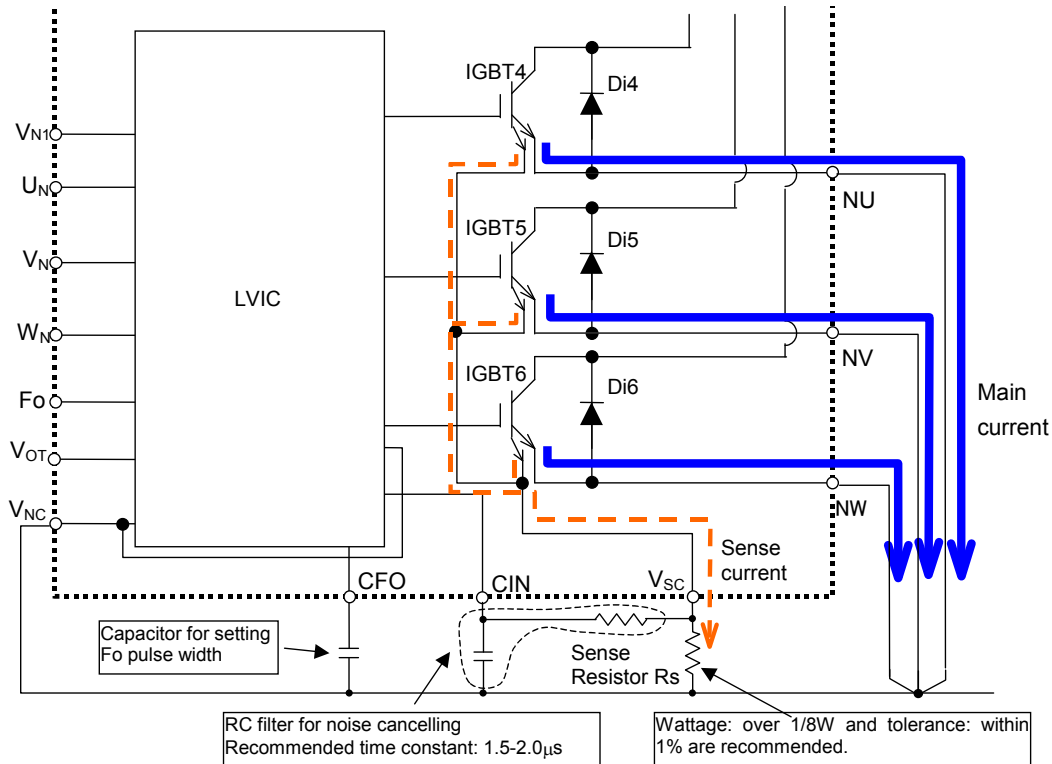 IGBT4
Di4
VN1
UN
NU
IGBT5
Di5
VN
LVIC
WN
NV
IGBT6
Di6
Fo
Main
current
VOT
VNC
NW
Sense
current
CFO
CIN
VSC
Capacitor for setting
Fo pulse width
Sense
Resistor Rs
RC filter for noise cancelling
Recommended time constant: 1.5-2.0μs
Wattage: over 1/8W and tolerance: within
1% are recommended.